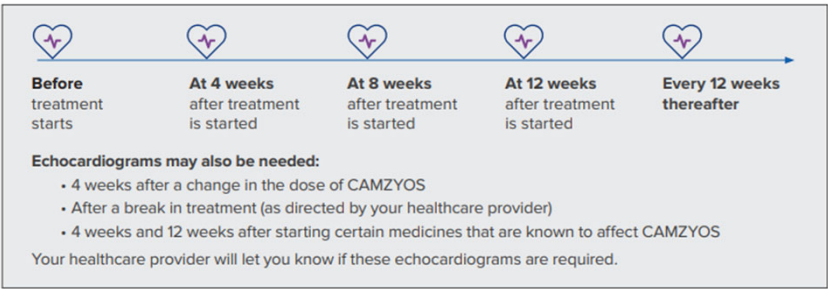 Before
treatment
starts
At 4 weeks
after treatment
is started
At 8 weeks
after treatment
is started
At 12 weeks
after treatment
is started
Every 12 weeks
thereafter
Echocardiograms may also be needed:
• 4 weeks after a change in the dose of CAMZYOS
• After a break in treatment (as directed by your healthcare provider)
• 4 weeks and 12 weeks after starting certain medicines that are known to affect CAMZYOS
Your healthcare provider will let you know if these echocardiograms are required.